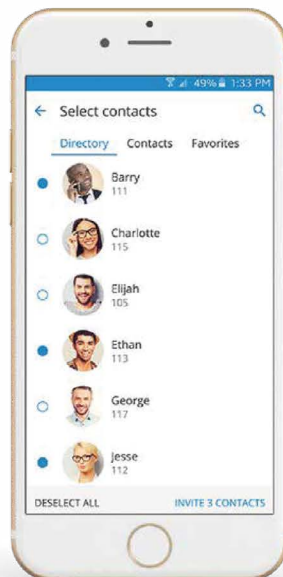 49% 1:33 PM
Select contacts
Directory Contacts Favorites
Barry
111
Charlotte
115
Elijah
105
Ethan
113
George
117
Jesse
112
DESELECT ALL INVITE 3 CONTACTS